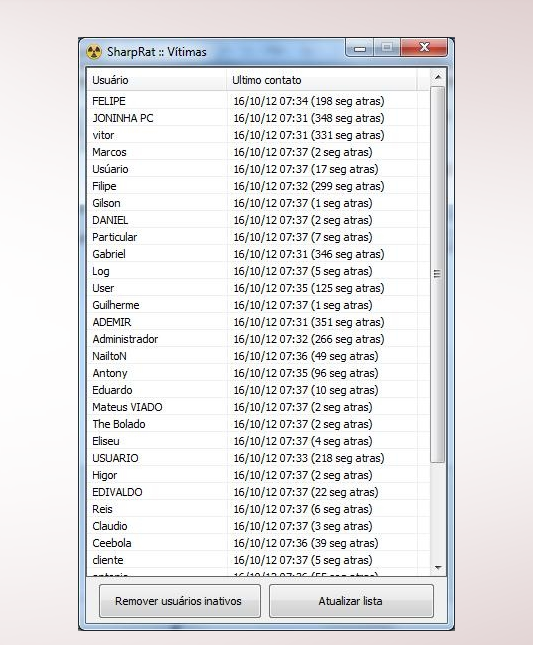 SharpRat :: Vítimas
Usuário Ultimo contato
FELIPE 16/10/12 07:34 (198 seg atras)
JONINHA PC 16/10/12 07:31 (348 seg atras)
vitor 16/10/12 07:31 (331 seg atras)
Marcos 16/10/12 07:37 (2 seg atras)
Usúario 16/10/12 07:37 (17 seg atras)
Filipe 16/10/12 07:32 (299 seg atras)
Gilson 16/10/12 07:37 (1 seg atras)
DANIEL 16/10/12 07:37 (2 seg atras)
Particular 16/10/12 07:37 (7 seg atras)
Gabriel 16/10/12 07:31 (346 seg atras)
Log 16/10/12 07:37 (5 seg atras)
User 16/10/12 07:35 (125 seg atras)
Guilherme 16/10/12 07:37 (1 seg atras)
ADEMIR 16/10/12 07:31 (351 seg atras)
Administrador 16/10/12 07:32 (266 seg atras)
NailtoN 16/10/12 07:36 (49 seg atras)
Antony 16/10/12 07:35 (96 seg atras)
Eduardo 16/10/12 07:37 (10 seg atras)
Mateus VIADO 16/10/12 07:37 (2 seg atras)
The Bolado 16/10/12 07:37 (2 seg atras)
Eliseu 16/10/12 07:37 (4 seg atras)
USUARIO 16/10/12 07:33 (218 seg atras)
Higor 16/10/12 07:37 (2 seg atras)
EDIVALDO 16/10/12 07:37 (22 seg atras)
Reis 16/10/12 07:37 (6 seg atras)
Claudio 16/10/12 07:37 (3 seg atras)
Ceebola 16/10/12 07:36 (39 seg atras)
cliente 16/10/12 07:37 (5 seg atras)
Remover usuários inativos Atualizar lista